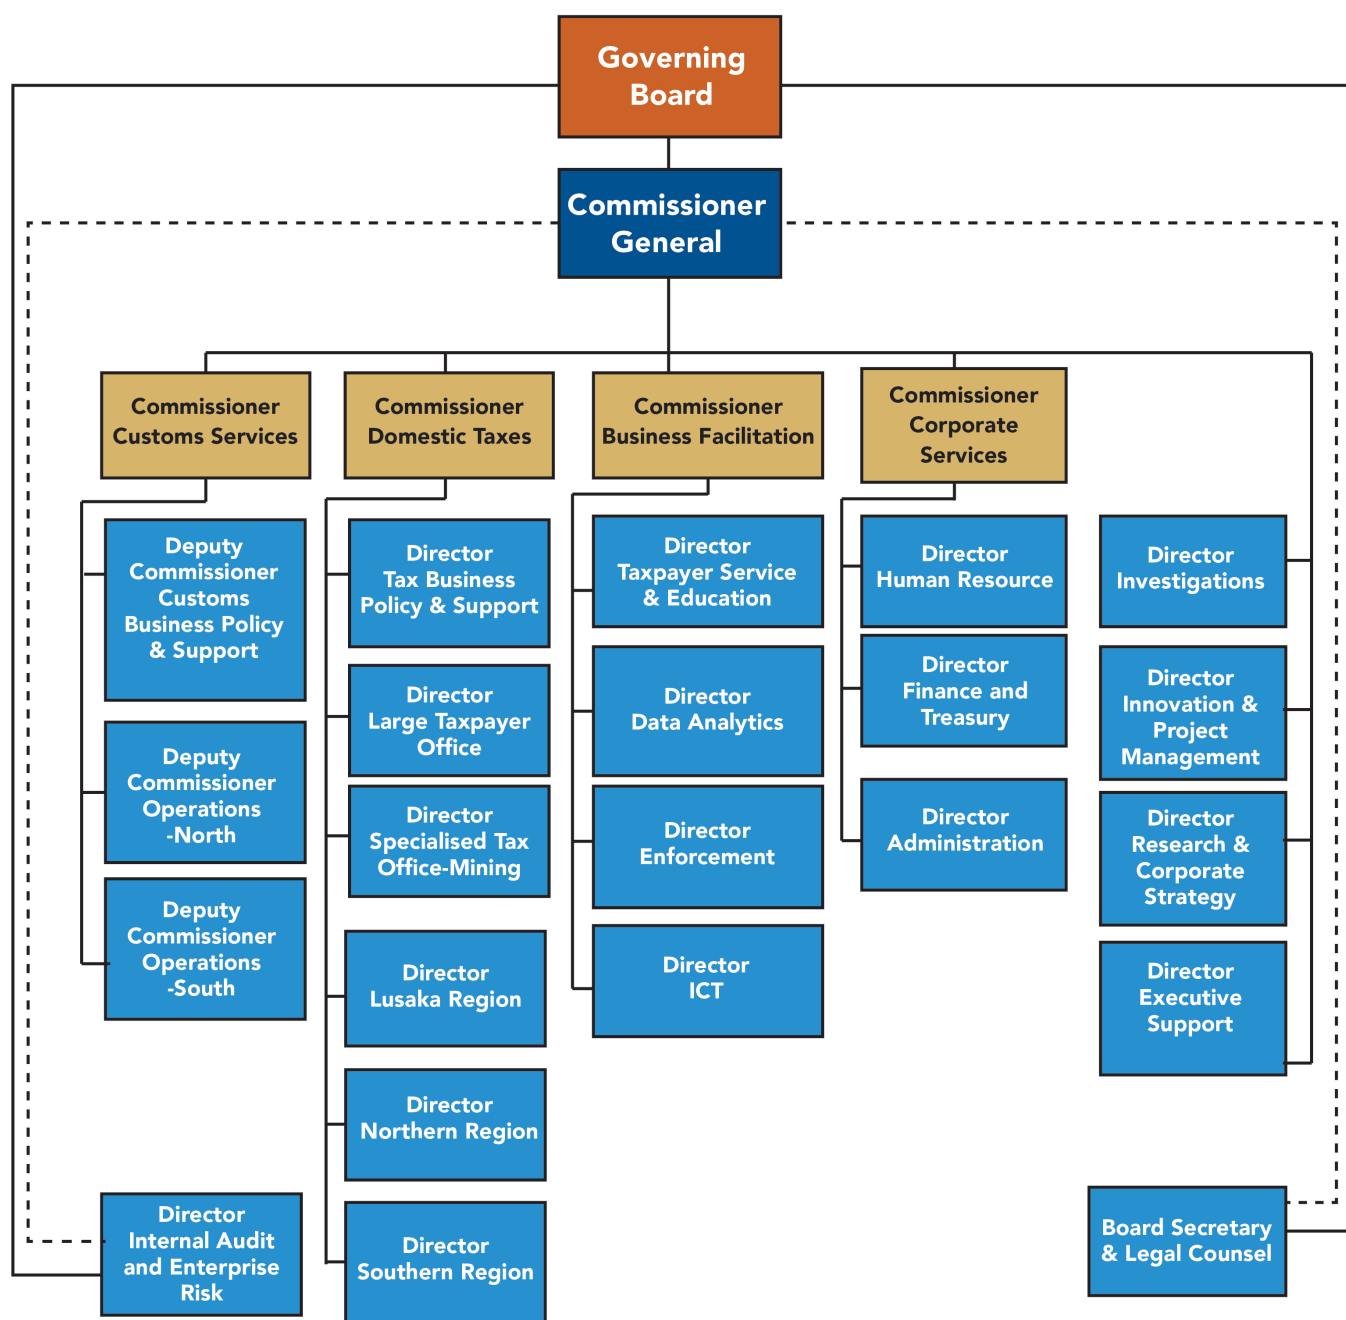 Governing
Board
Commissioner
General
Commissioner
Customs Services
Commissioner
Domestic Taxes
Commissioner
Business Facilitation
Commissioner
Corporate
Services
Deputy
Commissioner
Customs
Business Policy
& Support
Deputy
Commissioner
Operations
-North
Deputy
Commissioner
Operations
-South
Director
Tax Business
Policy & Support
Director
Large Taxpayer
Office
Director
Specialised Tax
Office-Mining
Director
Lusaka Region
Director
Northern Region
Director
Southern Region
Director
Taxpayer Service
& Education
Director
Data Analytics
Director
Enforcement
Director
ICT
Director
Human Resource
Director
Finance and
Treasury
Director
Administration
Director
Investigations
Director
Innovation &
Project
Management
Director
Research &
Corporate
Strategy
Director
Executive
Support
Director
Internal Audit
and Enterprise
Risk
Board Secretary
& Legal Counsel